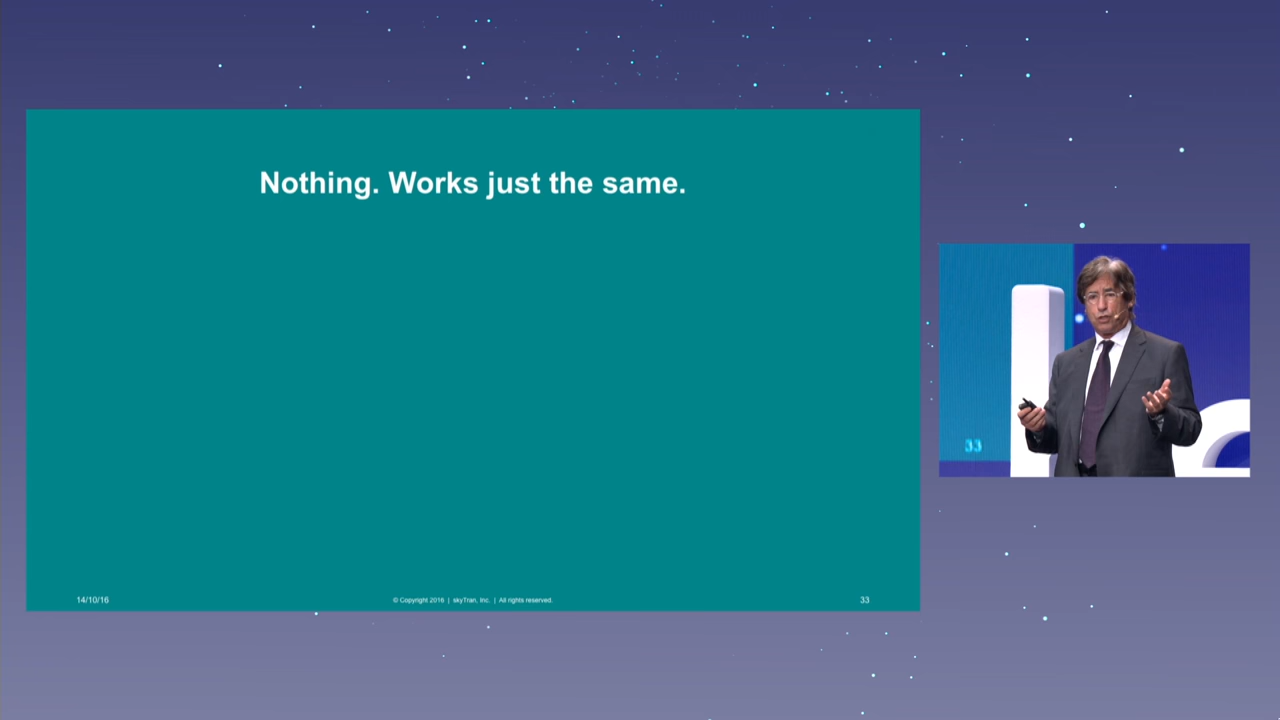 Nothing. Works just the same.
14/10/16
© Copyright 2016 | skyTran, Inc. | All rights reserved.
33
33